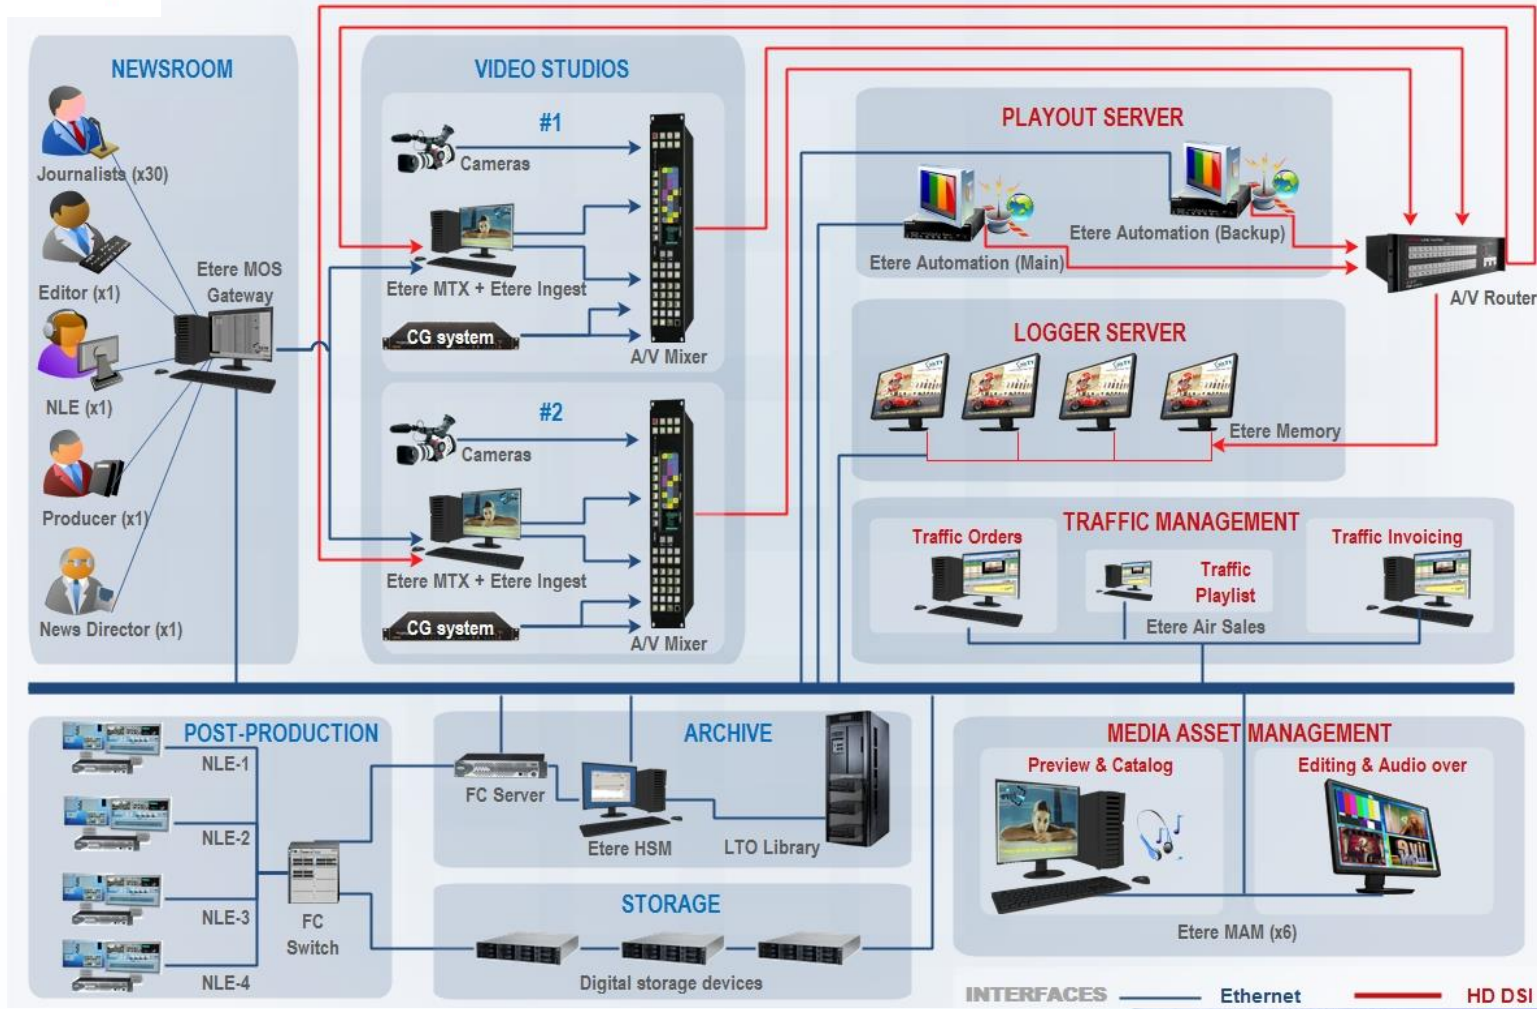 NEWSROOM
Journalists (x30)
Editor (x1)
Etere MOS
Gateway
NLE (x1)
Producer (x1)
News Director (x1)
VIDEO STUDIOS
#1
Cameras
Etere MTX + Etere Ingest
CG system
A/V Mixer
#2
Cameras
Etere MTX + Etere Ingest
CG system
A/V Mixer
PLAYOUT SERVER
Etere Automation (Backup)
Etere Automation (Main)
A/V Router
LOGGER SERVER
Etere Memory
TRAFFIC MANAGEMENT
Traffic Orders
Traffic
Playlist
Traffic Invoicing
Etere Air Sales
POST-PRODUCTION
NLE-1
NLE-2
NLE-3
NLE-4
FC
Switch
ARCHIVE
FC Server
Etere HSM
LTO Library
STORAGE
Digital storage devices
MEDIA ASSET MANAGEMENT
Preview & Catalog
Editing & Audio over
Etere MAM (x6)
INTERFACES
Ethernet
HD DSI